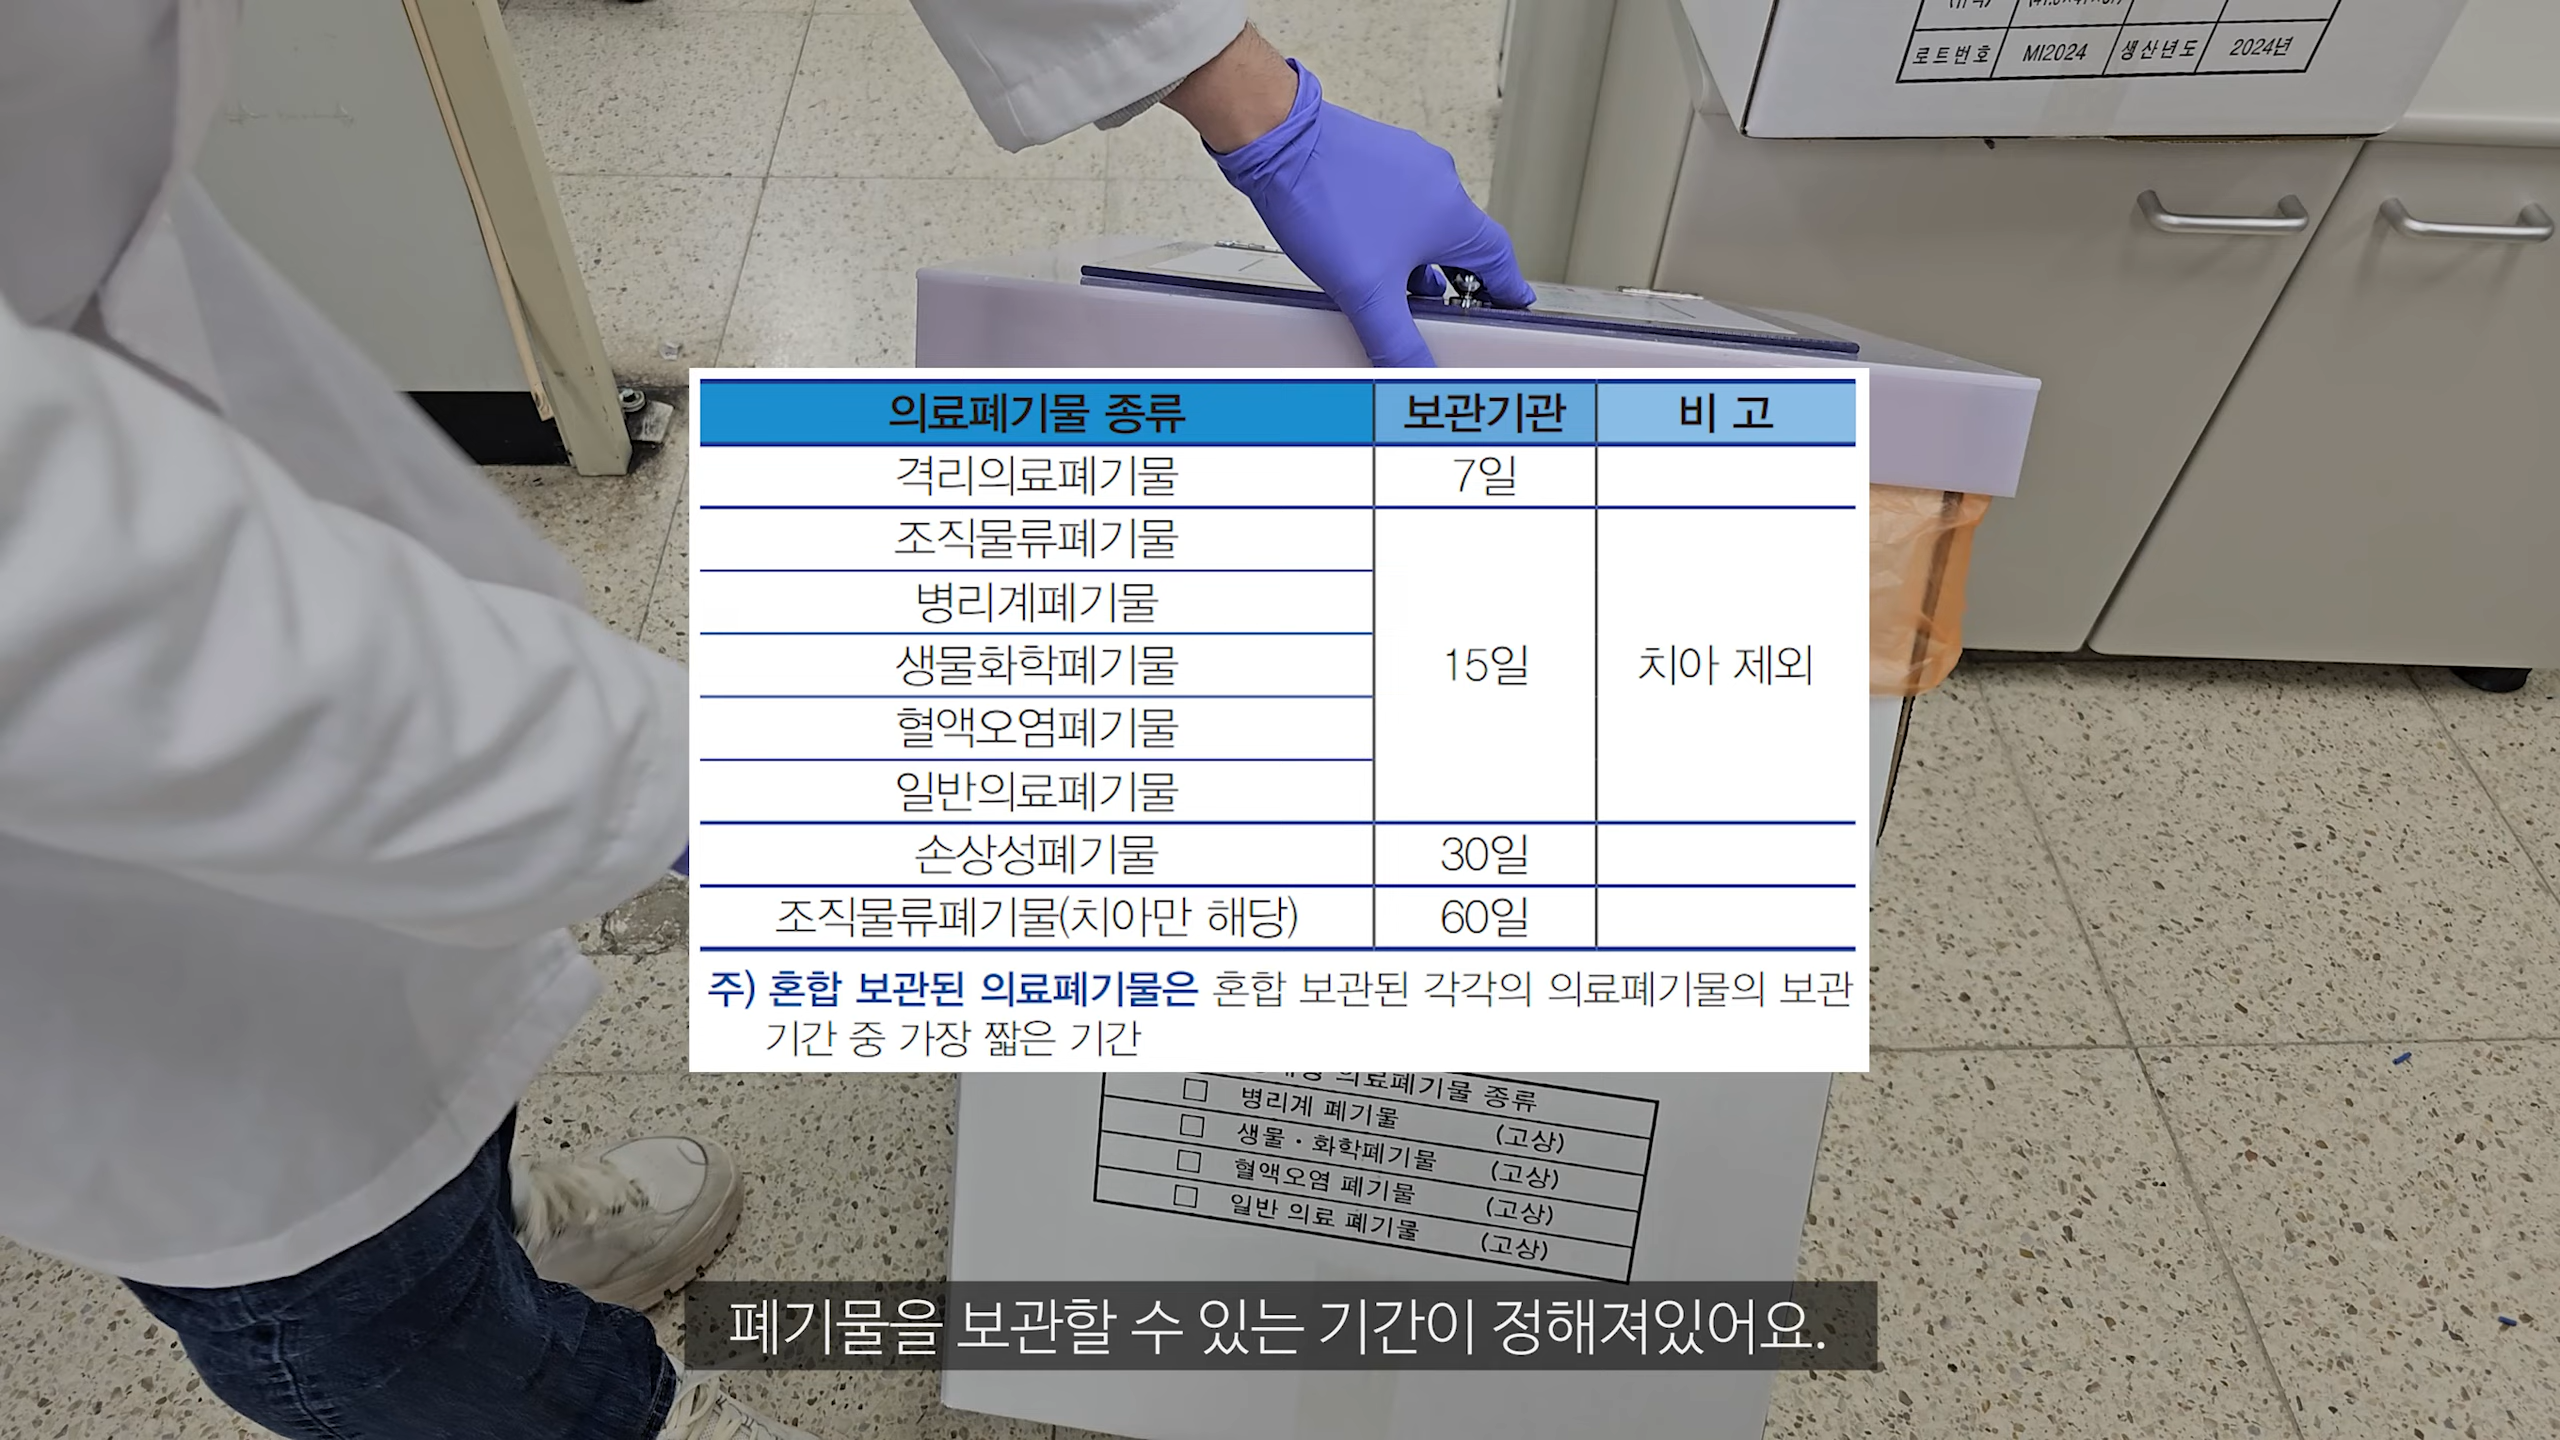 로트번호 MI2024 생산년도 2024년
의료폐기물 종류 보관기관 비 고
격리의료폐기물 7일
조직물류폐기물
병리계폐기물
생물화학폐기물 15일 치아 제외
혈액오염폐기물
일반의료폐기물
손상성폐기물 30일
조직물류폐기물(치아만 해당) 60일
주) 혼합 보관된 의료폐기물은 혼합 보관된 각각의 의료폐기물의 보관
기간 중 가장 짧은 기간
의료폐기물 종류
병리계 폐기물 (고상)
생물·화학폐기물 (고상)
혈액오염 폐기물 (고상)
일반 의료 폐기물 (고상)
폐기물을 보관할 수 있는 기간이 정해져있어요.